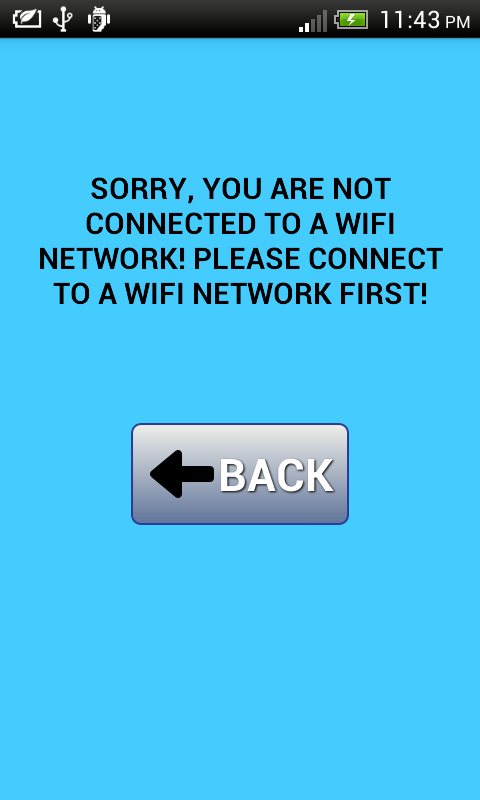 11:43 PM
SORRY, YOU ARE NOT
CONNECTED TO A WIFI
NETWORK! PLEASE CONNECT
TO A WIFI NETWORK FIRST!
BACK